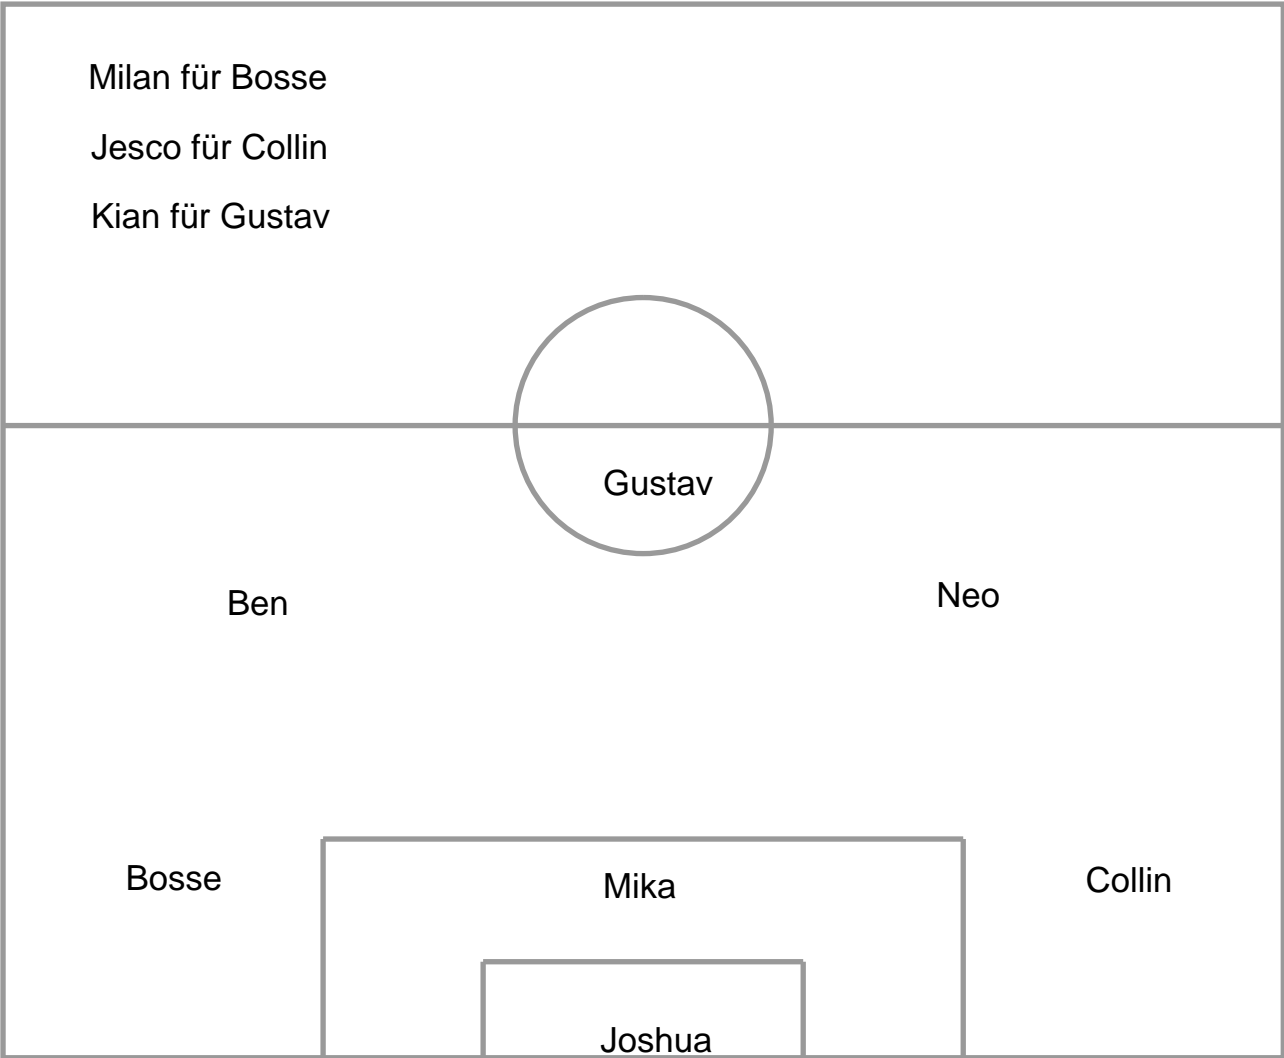 Milan für Bosse
Jesco für Collin
Kian für Gustav
Gustav
Ben
Neo
Bosse
Mika
Collin
Joshua